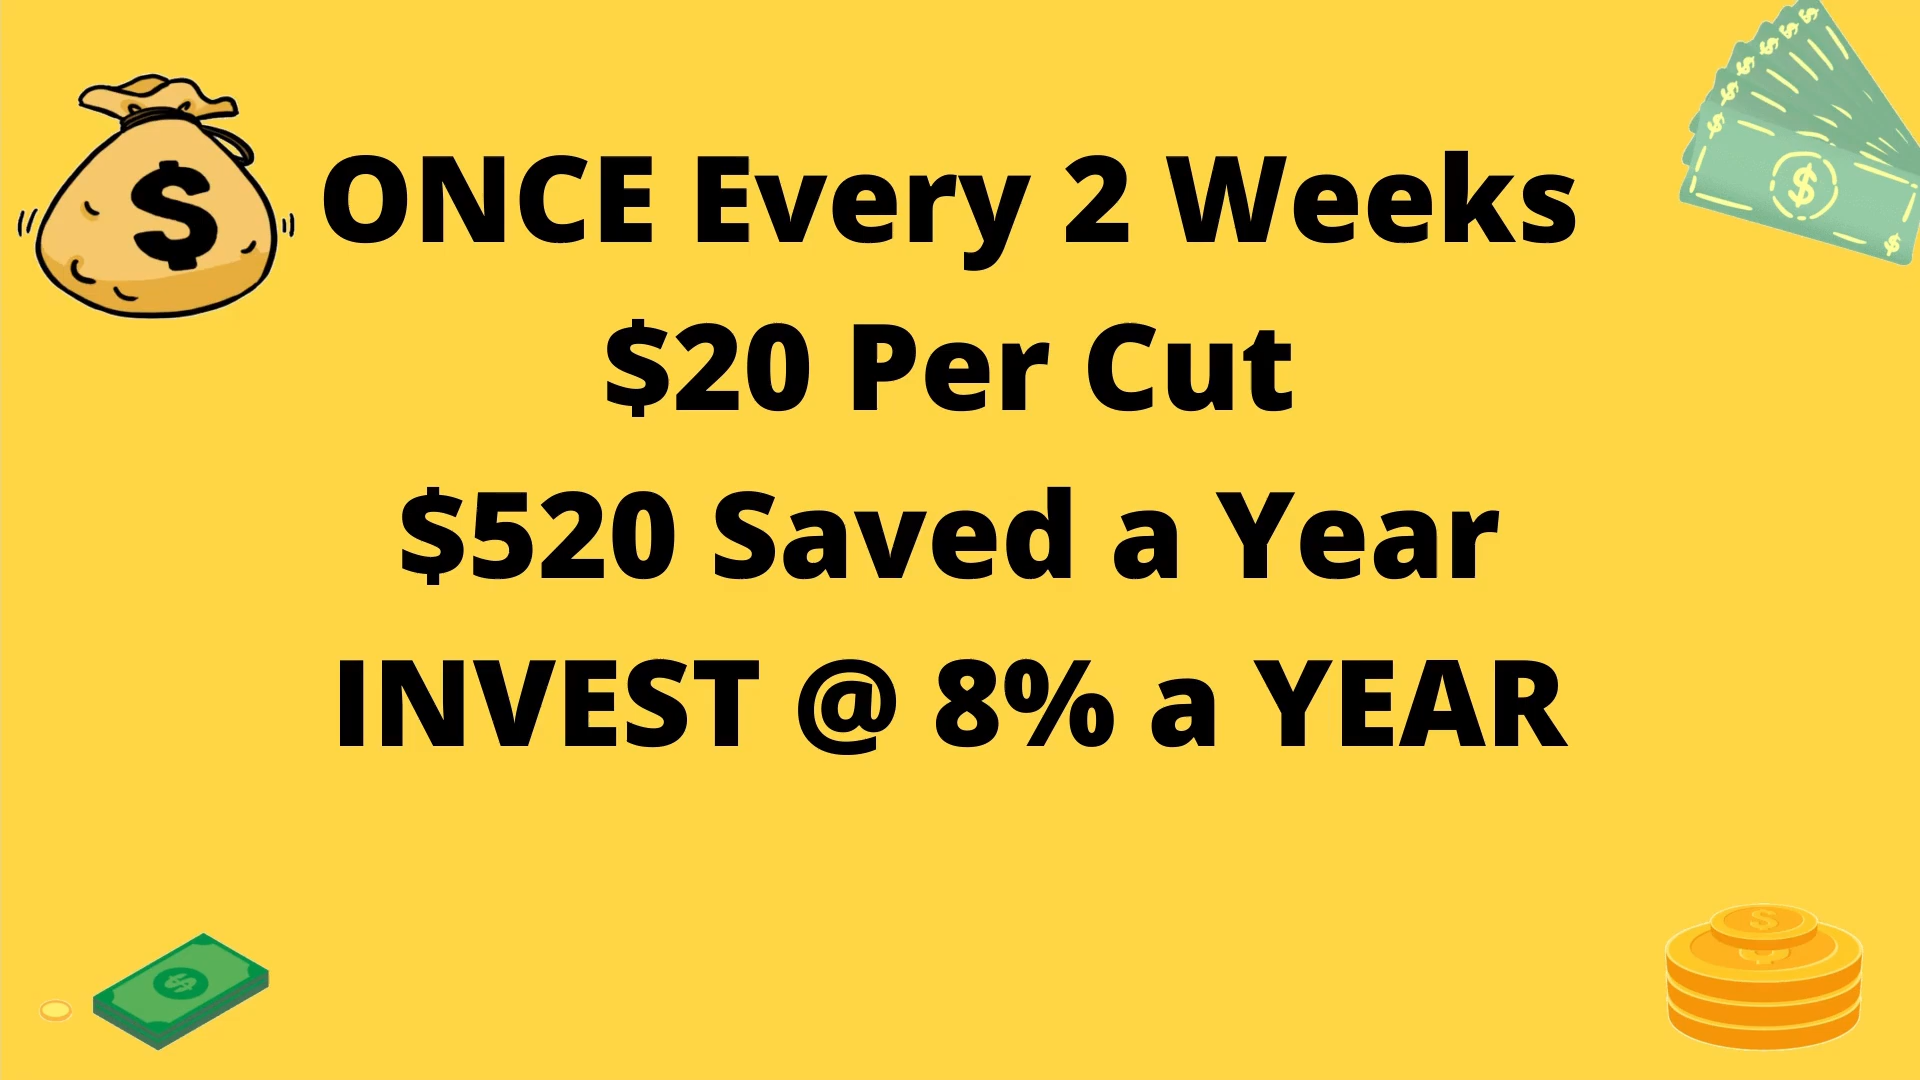 ONCE Every 2 Weeks
$20 Per Cut
$520 Saved a Year
INVEST @ 8% a YEAR